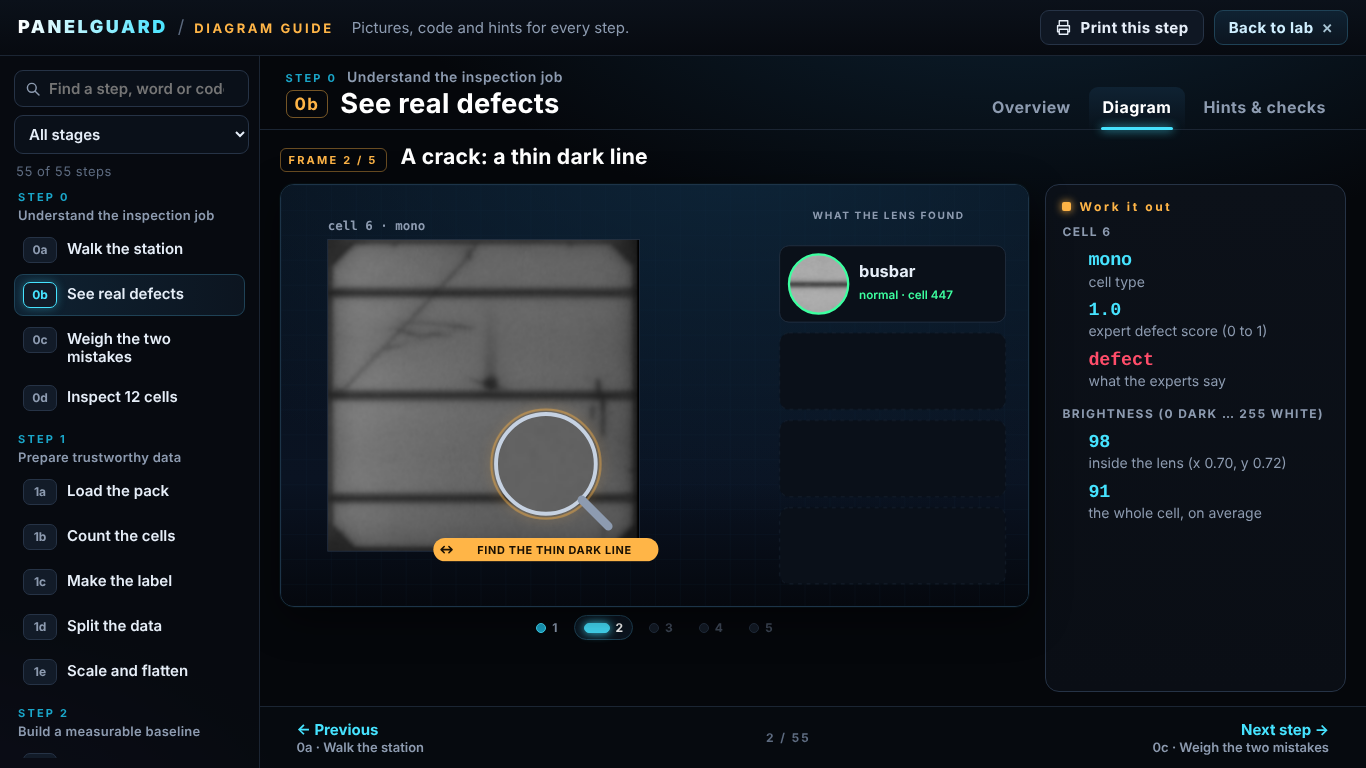 PANELGUARD / DIAGRAM GUIDE Pictures, code and hints for every step.
Print this step
Back to lab ×
Find a step, word or cod
All stages
55 of 55 steps
STEP 0
Understand the inspection job
0a Walk the station
0b See real defects
0c Weigh the two mistakes
0d Inspect 12 cells
STEP 1
Prepare trustworthy data
1a Load the pack
1b Count the cells
1c Make the label
1d Split the data
1e Scale and flatten
STEP 2
Build a measurable baseline
STEP 0 Understand the inspection job
0b See real defects
Overview
Diagram
Hints & checks
FRAME 2 / 5 A crack: a thin dark line
cell 6 · mono
FIND THE THIN DARK LINE
WHAT THE LENS FOUND
busbar
normal · cell 447
1 2 3 4 5
Work it out
CELL 6
mono
cell type
1.0
expert defect score (0 to 1)
defect
what the experts say
BRIGHTNESS (0 DARK … 255 WHITE)
98
inside the lens (x 0.70, y 0.72)
91
the whole cell, on average
← Previous
0a · Walk the station
2 / 55
Next step →
0c · Weigh the two mistakes